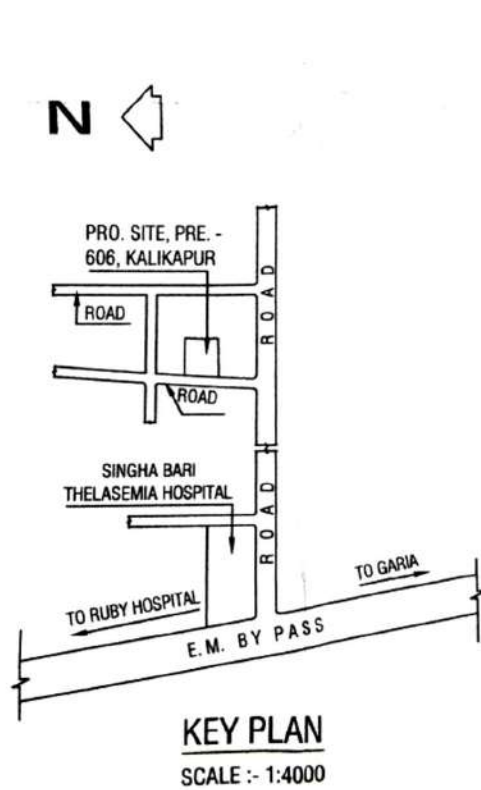 N
PRO. SITE, PRE. -
606, KALIKAPUR
ROAD
ROAD
ROAD
SINGHA BARI
THELASEMIA HOSPITAL
ROAD
TO GARIA
TO RUBY HOSPITAL
E.M. BY PASS
KEY PLAN
SCALE :- 1:4000